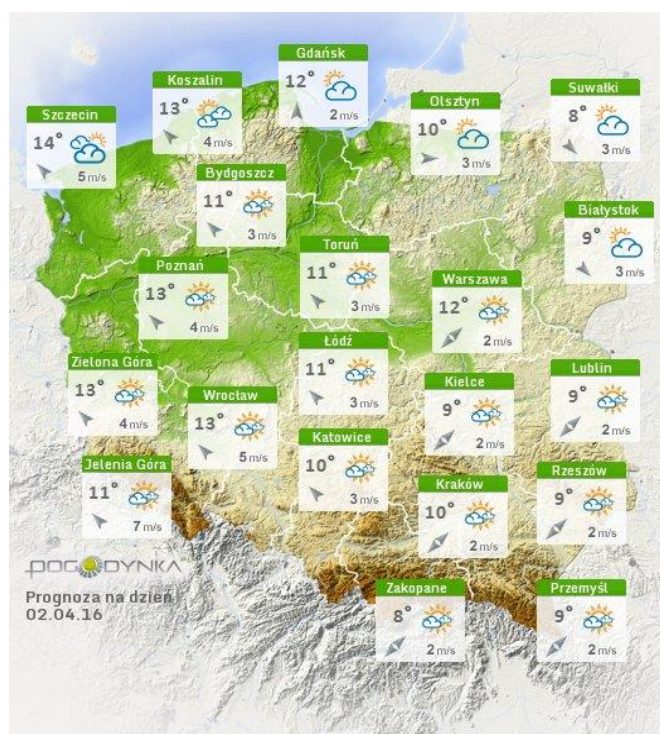 Gdańsk
12°
2 m/s
Koszalin
13°
4 m/s
Suwałki
8°
3 m/s
Olsztyn
10°
3 m/s
Szczecin
14°
5 m/s
Bydgoszcz
11°
3 m/s
Białystok
9°
3 m/s
Toruń
11°
3 m/s
Poznań
13°
4 m/s
Warszawa
12°
2 m/s
Łódź
11°
3 m/s
Zielona Góra
13°
4 m/s
Lublin
9°
2 m/s
Kielce
9°
2 m/s
Wrocław
13°
5 m/s
Katowice
10°
3 m/s
Jelenia Góra
11°
7 m/s
Rzeszów
9°
2 m/s
Kraków
10°
2 m/s
POGODYNKA
Prognoza na dzień
02.04.16
Zakopane
8°
2 m/s
Przemyśl
9°
2 m/s